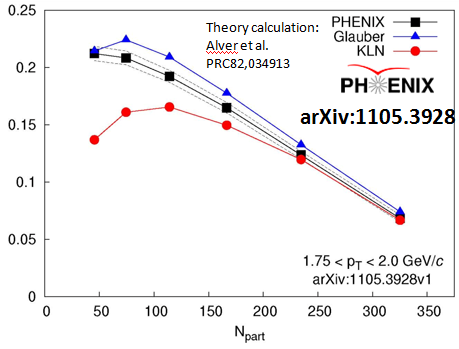 0.25
0.2
0.15
0.1
0.05
0
0 50 100 150 200 250 300 350
Npart
Theory calculation:
Alver et al.
PRC82,034913
PHENIX
Glauber
KLN
PHENIX
arXiv:1105.3928
1.75 < pT < 2.0 GeV/c
arXiv:1105.3928v1